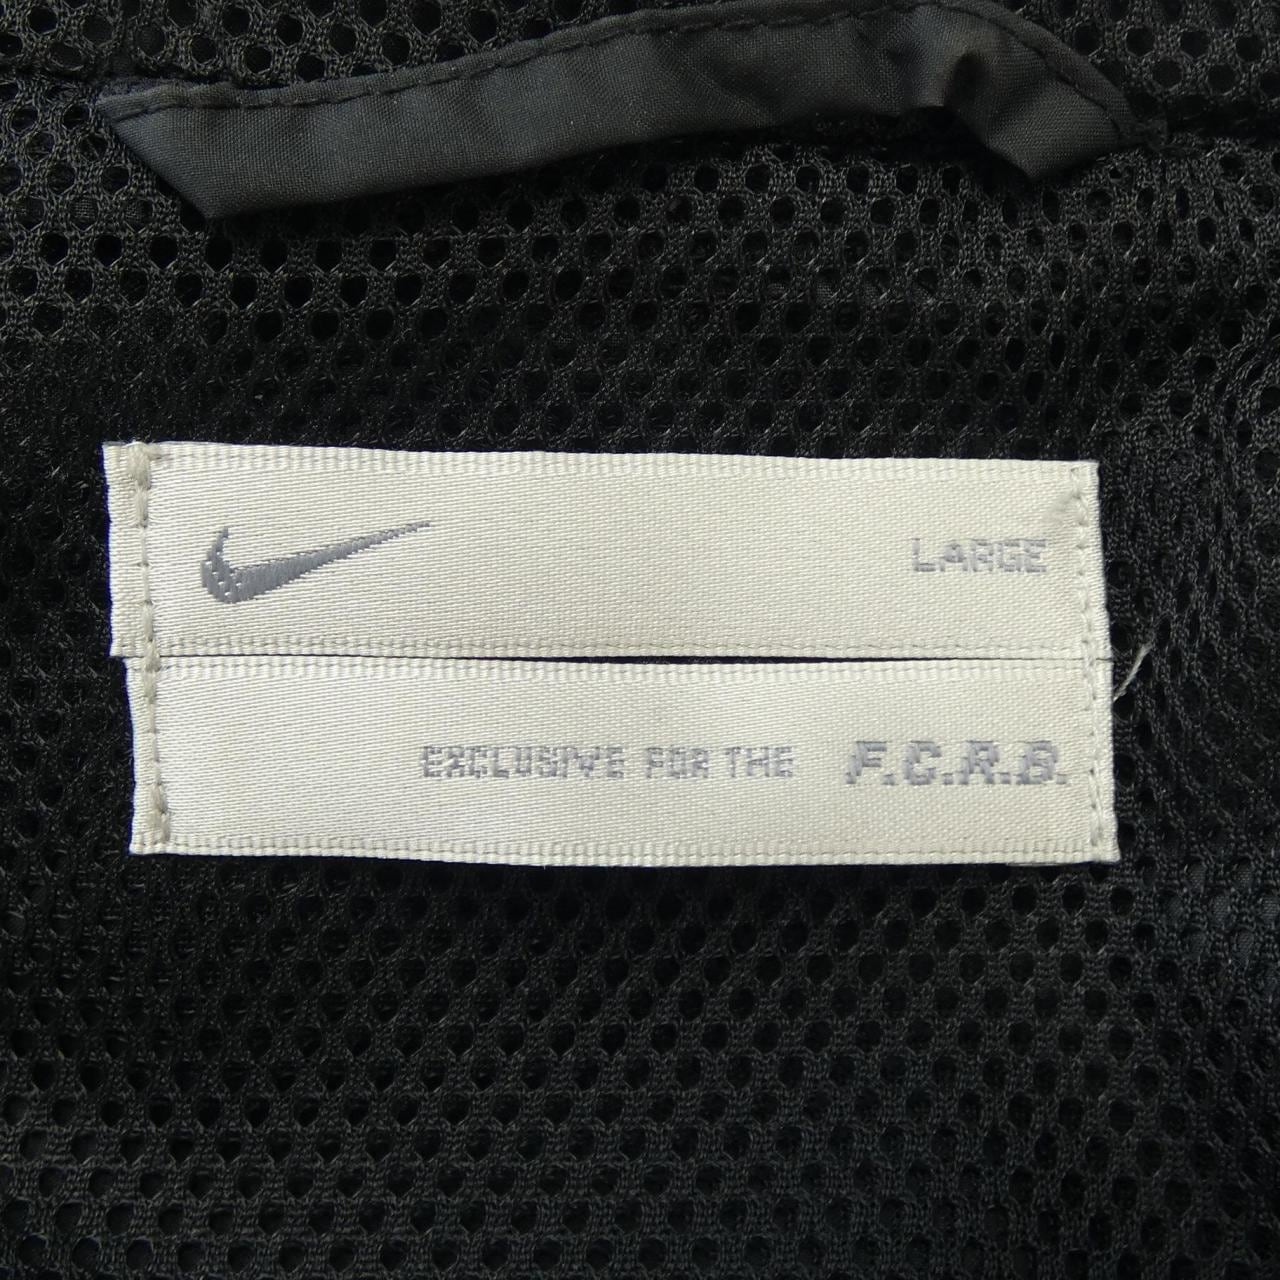 LARGE
EXCLUSIVE FOR THE F.C.R.B.